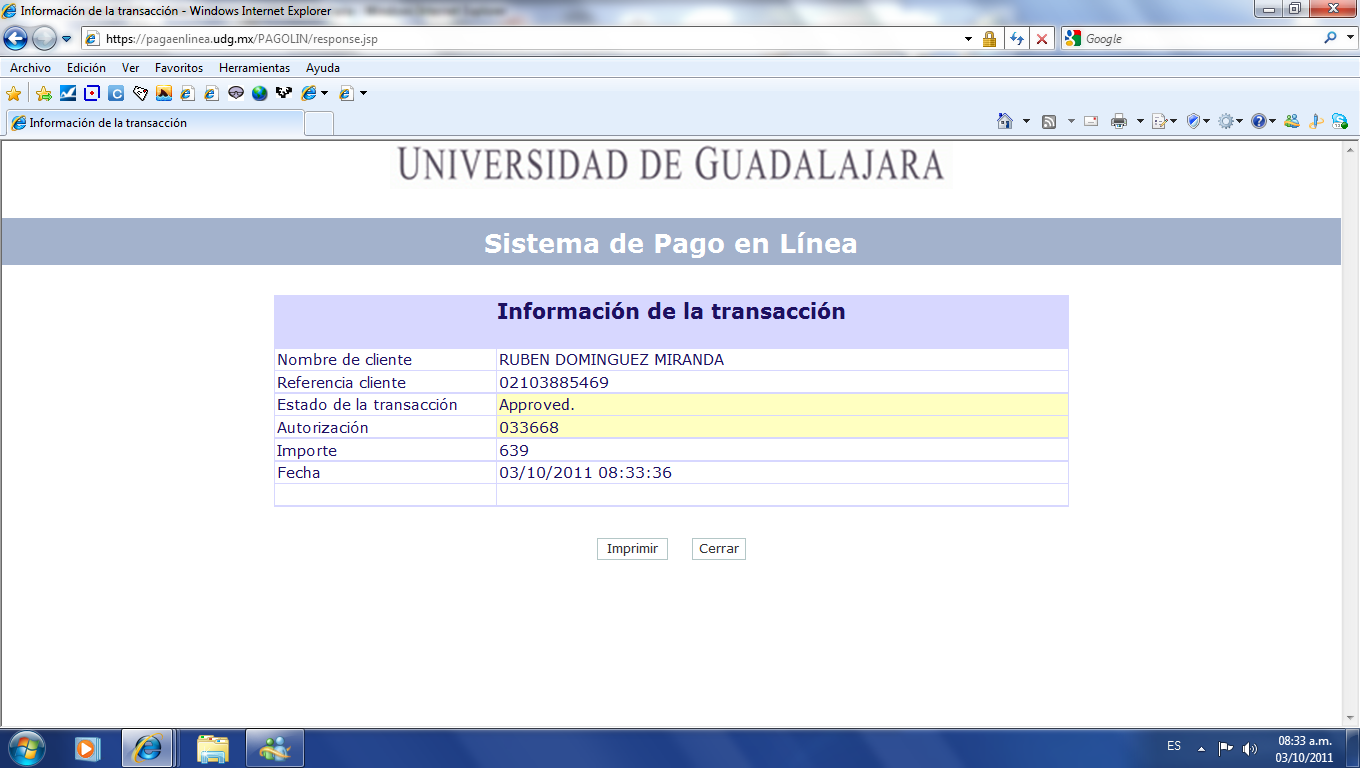 Información de la transacción - Windows Internet Explorer
https://pagaenlinea.udg.mx/PAGOLIN/response.jsp
Google
Archivo Edición Ver Favoritos Herramientas Ayuda
Información de la transacción
UNIVERSIDAD DE GUADALAJARA
Sistema de Pago en Línea
Información de la transacción
Nombre de cliente RUBEN DOMINGUEZ MIRANDA
Referencia cliente 02103885469
Estado de la transacción Approved.
Autorización 033668
Importe 639
Fecha 03/10/2011 08:33:36
Imprimir Cerrar
ES
08:33 a.m.
03/10/2011